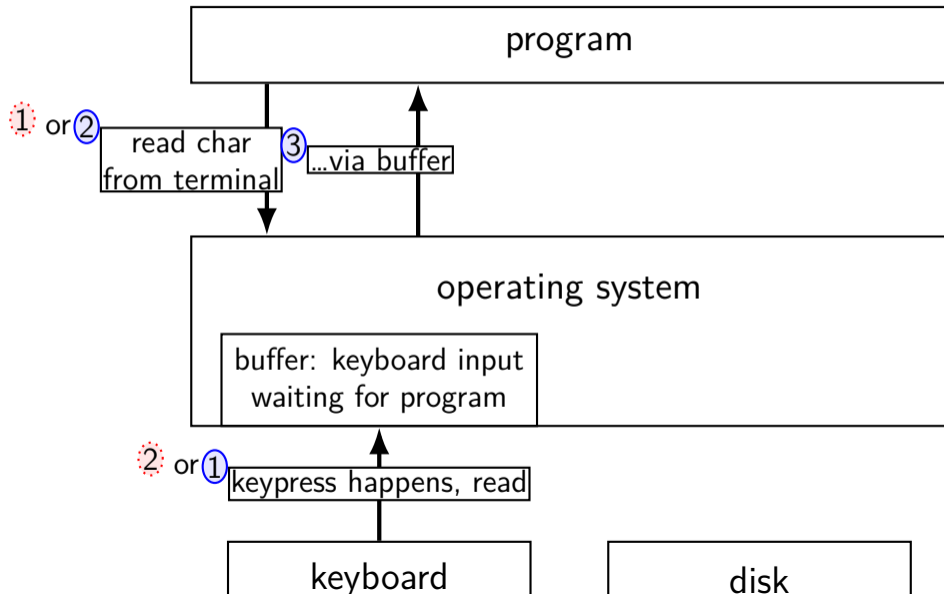 program
1 or 2
read char
from terminal
3
...via buffer
operating system
buffer: keyboard input
waiting for program
2 or 1
keypress happens, read
keyboard
disk